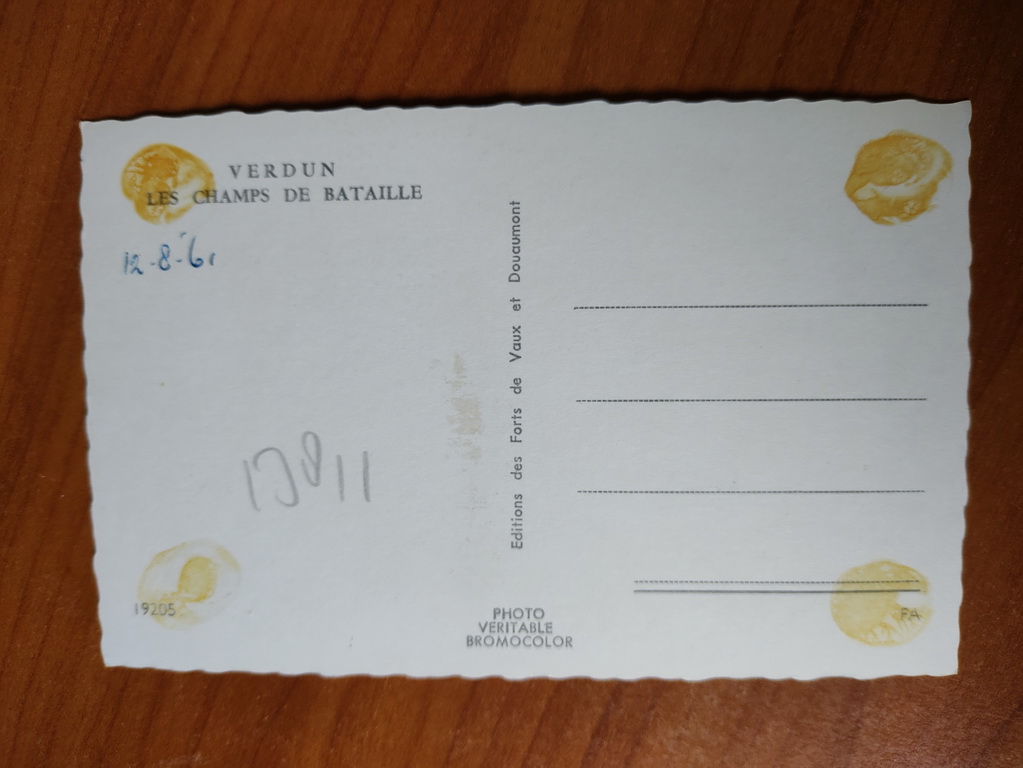 VERDUN
LES CHAMPS DE BATAILLE
12-8-'61
Editions des Forts de Vaux et Douaumont
19205
PHOTO
VERITABLE
BROMOCOLOR
FA